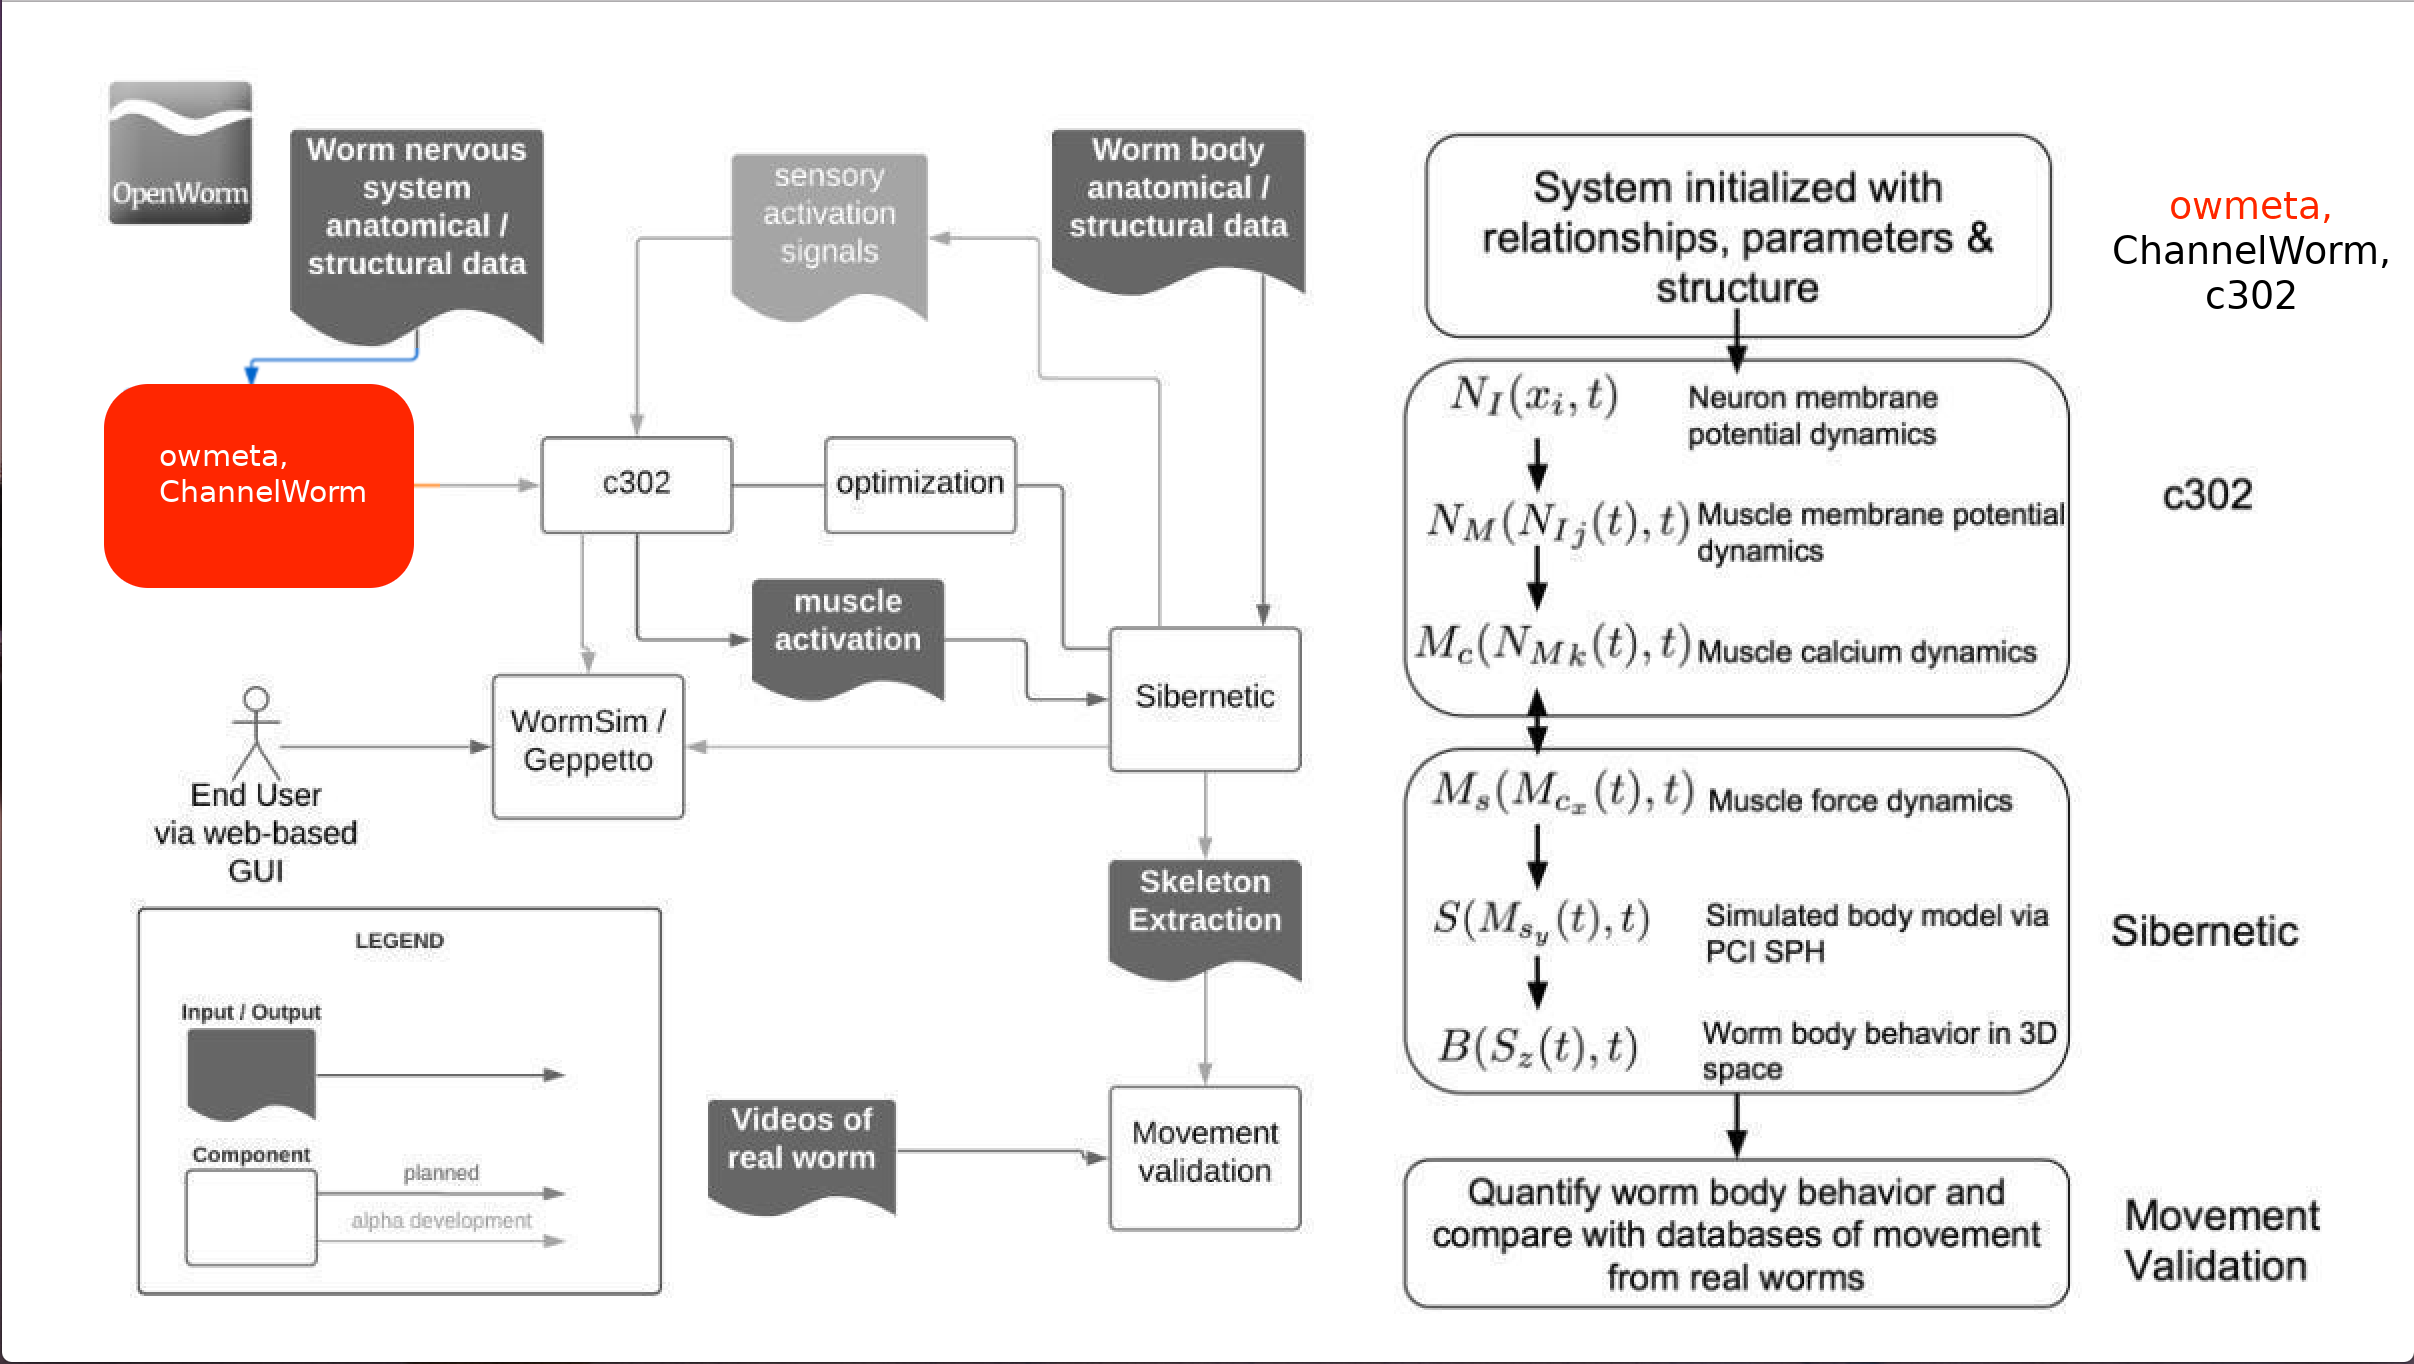 OpenWorm
Worm nervous
system
anatomical /
structural data
sensory
activation
signals
Worm body
anatomical /
structural data
owmeta,
ChannelWorm
c302
optimization
muscle
activation
Sibernetic
WormSim /
Geppetto
End User
via web-based
GUI
Skeleton
Extraction
Videos of
real worm
Movement
validation
LEGEND
Input / Output
Component
planned
alpha development
System initialized with
relationships, parameters &
structure
owmeta,
ChannelWorm,
c302
N_I(x_i, t)
Neuron membrane
potential dynamics
N_M(N_{Ij}(t), t)
Muscle membrane potential
dynamics
M_c(N_{Mk}(t), t)
Muscle calcium dynamics
c302
M_s(M_{c_x}(t), t)
Muscle force dynamics
S(M_{s_y}(t), t)
Simulated body model via
PCI SPH
B(S_z(t), t)
Worm body behavior in 3D
space
Sibernetic
Quantify worm body behavior and
compare with databases of movement
from real worms
Movement
Validation